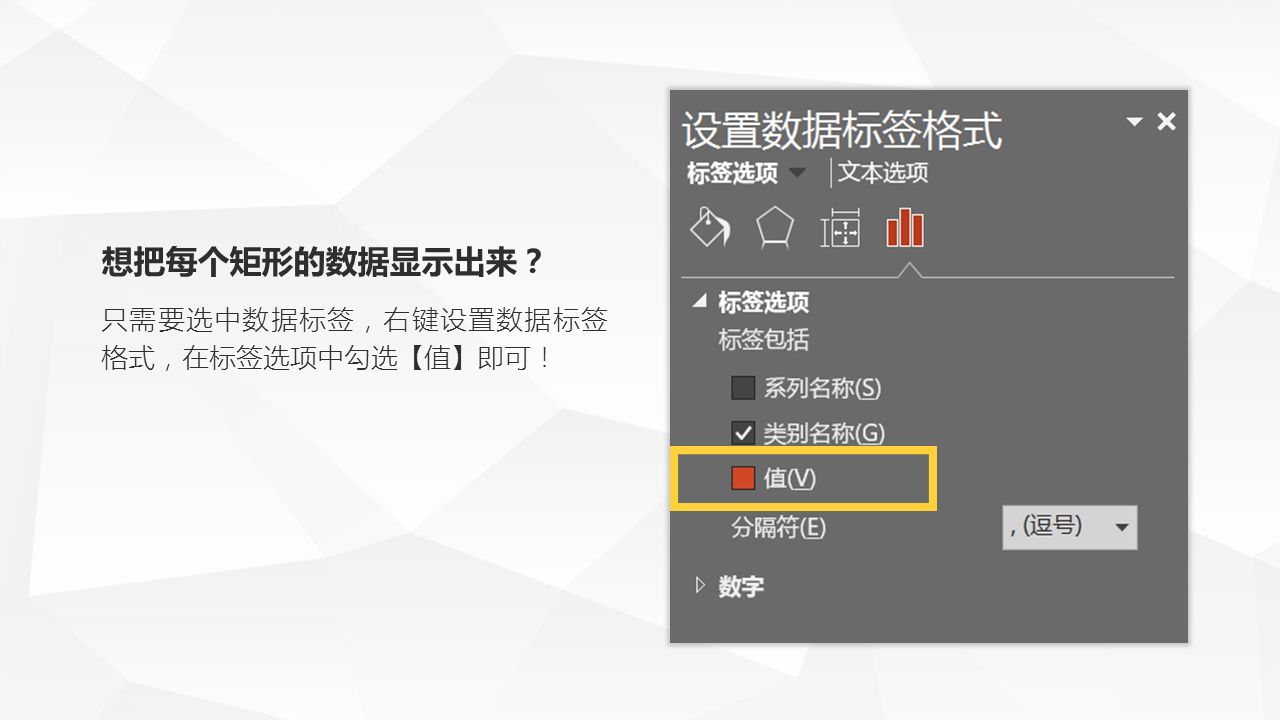 想把每个矩形的数据显示出来？
只需要选中数据标签，右键设置数据标签
格式，在标签选项中勾选【值】即可！
设置数据标签格式
标签选项
文本选项
标签选项
标签包括
系列名称(S)
类别名称(G)
值(V)
分隔符(E)
, (逗号)
数字